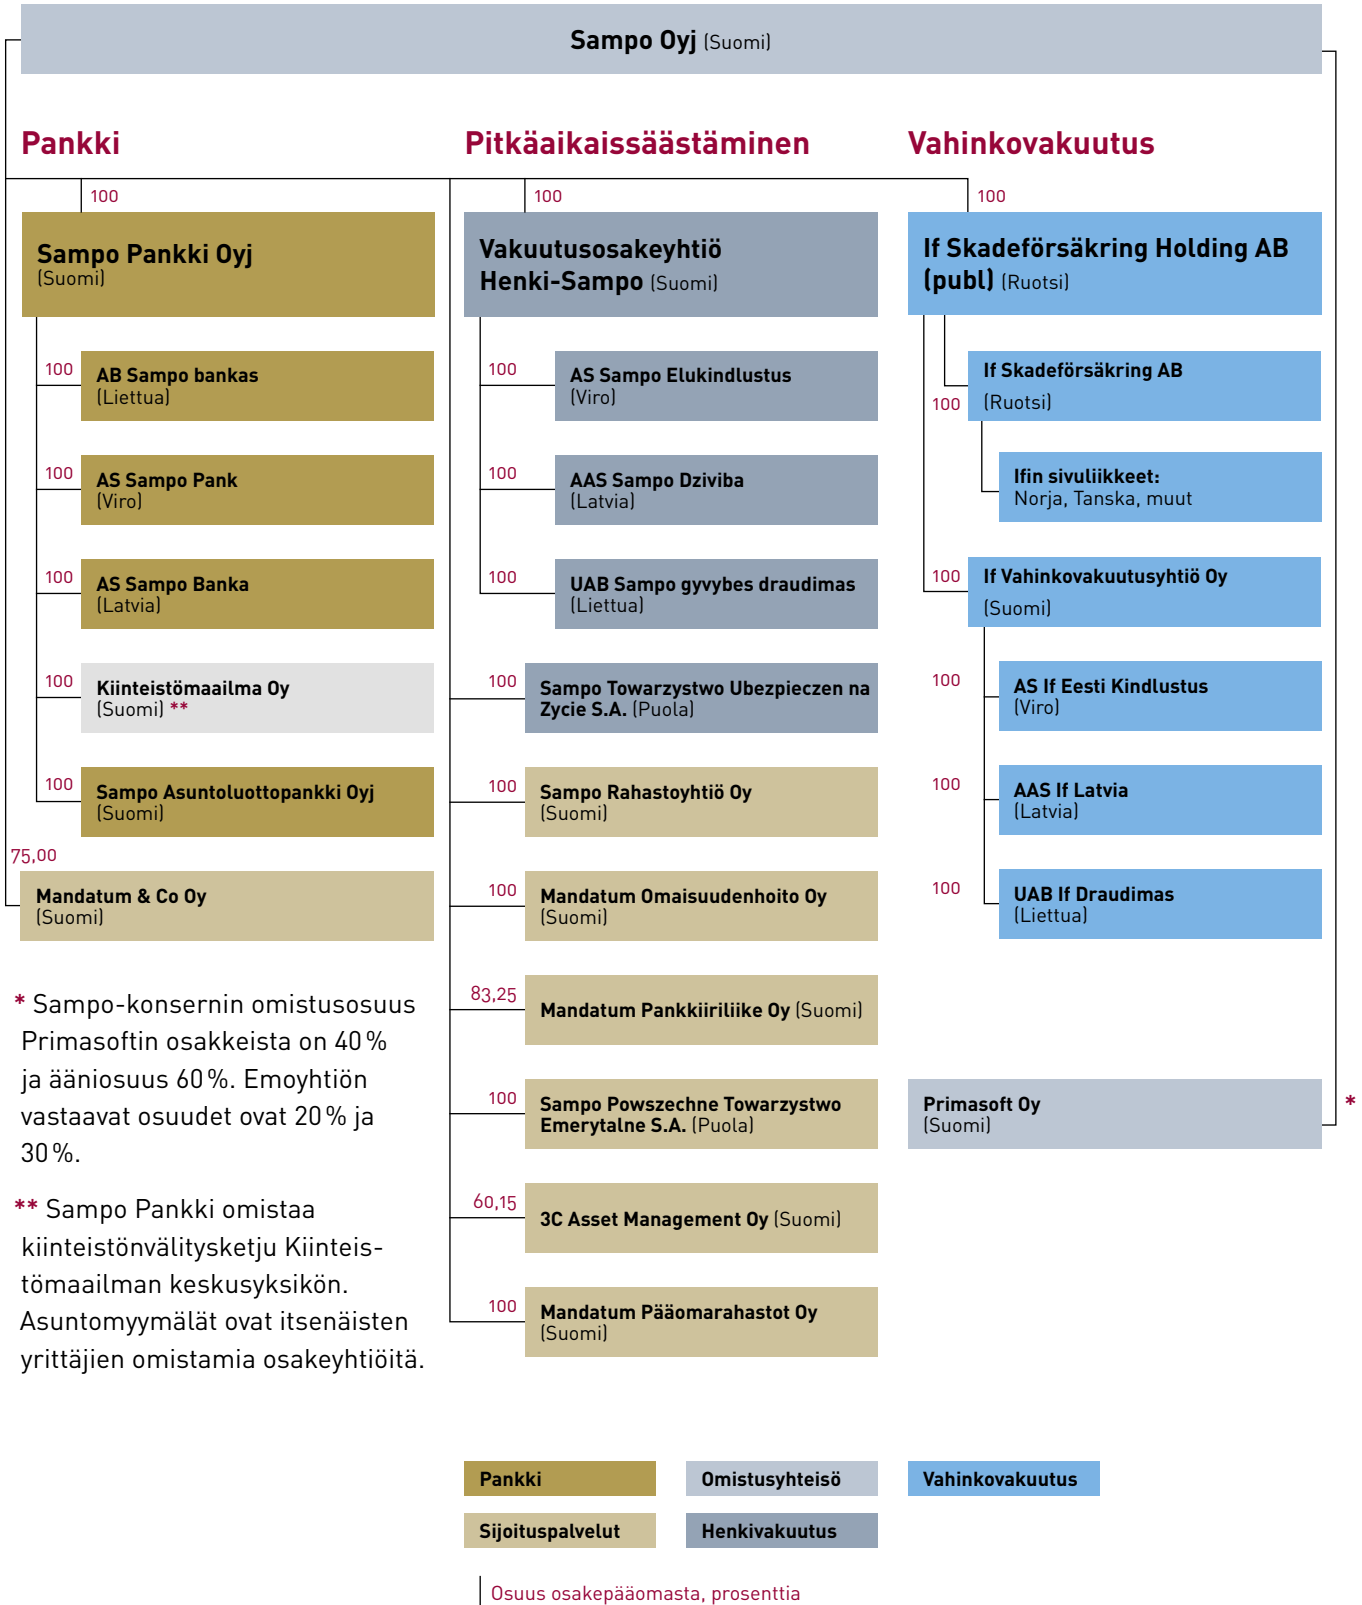 Sampo Oyj (Suomi)
Pankki
100
Sampo Pankki Oyj
(Suomi)
100
AB Sampo bankas
(Liettua)
100
AS Sampo Pank
(Viro)
100
AS Sampo Banka
(Latvia)
100
Kiinteistömaailma Oy
(Suomi) **
100
Sampo Asuntoluottopankki Oyj
(Suomi)
75,00
Mandatum & Co Oy
(Suomi)
* Sampo-konsernin omistusosuus
Primasoftin osakkeista on 40 %
ja ääniosuus 60 %. Emoyhtiön
vastaavat osuudet ovat 20 % ja
30 %.
** Sampo Pankki omistaa
kiinteistönvälitysketju Kiinteis-
tömaailman keskusyksikön.
Asuntomyymälät ovat itsenäisten
yrittäjien omistamia osakeyhtiöitä.
Pitkäaikaissäästäminen
100
Vakuutusosakeyhtiö
Henki-Sampo (Suomi)
100
AS Sampo Elukindlustus
(Viro)
100
AAS Sampo Dziviba
(Latvia)
100
UAB Sampo gyvybes draudimas
(Liettua)
100
Sampo Towarzystwo Ubezpieczen na
Zycie S.A. (Puola)
100
Sampo Rahastoyhtiö Oy
(Suomi)
100
Mandatum Omaisuudenhoito Oy
(Suomi)
83,25
Mandatum Pankkiiriliike Oy (Suomi)
100
Sampo Powszechne Towarzystwo
Emerytalne S.A. (Puola)
60,15
3C Asset Management Oy (Suomi)
100
Mandatum Pääomarahastot Oy
(Suomi)
Vahinkovakuutus
100
If Skadeförsäkring Holding AB
(publ) (Ruotsi)
100
If Skadeförsäkring AB
(Ruotsi)
Ifin sivuliikkeet:
Norja, Tanska, muut
100
If Vahinkovakuutusyhtiö Oy
(Suomi)
100
AS If Eesti Kindlustus
(Viro)
100
AAS If Latvia
(Latvia)
100
UAB If Draudimas
(Liettua)
Primasoft Oy
(Suomi)
*
Pankki
Omistusyhteisö
Vahinkovakuutus
Sijoituspalvelut
Henkivakuutus
Osuus osakepääomasta, prosenttia